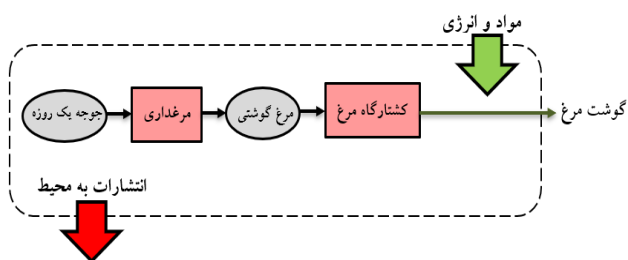 مواد و انرژی
جوجه یک روزه
مرغداری
مرغ گوشتی
کشتارگاه مرغ
گوشت مرغ
انتشارات به محیط